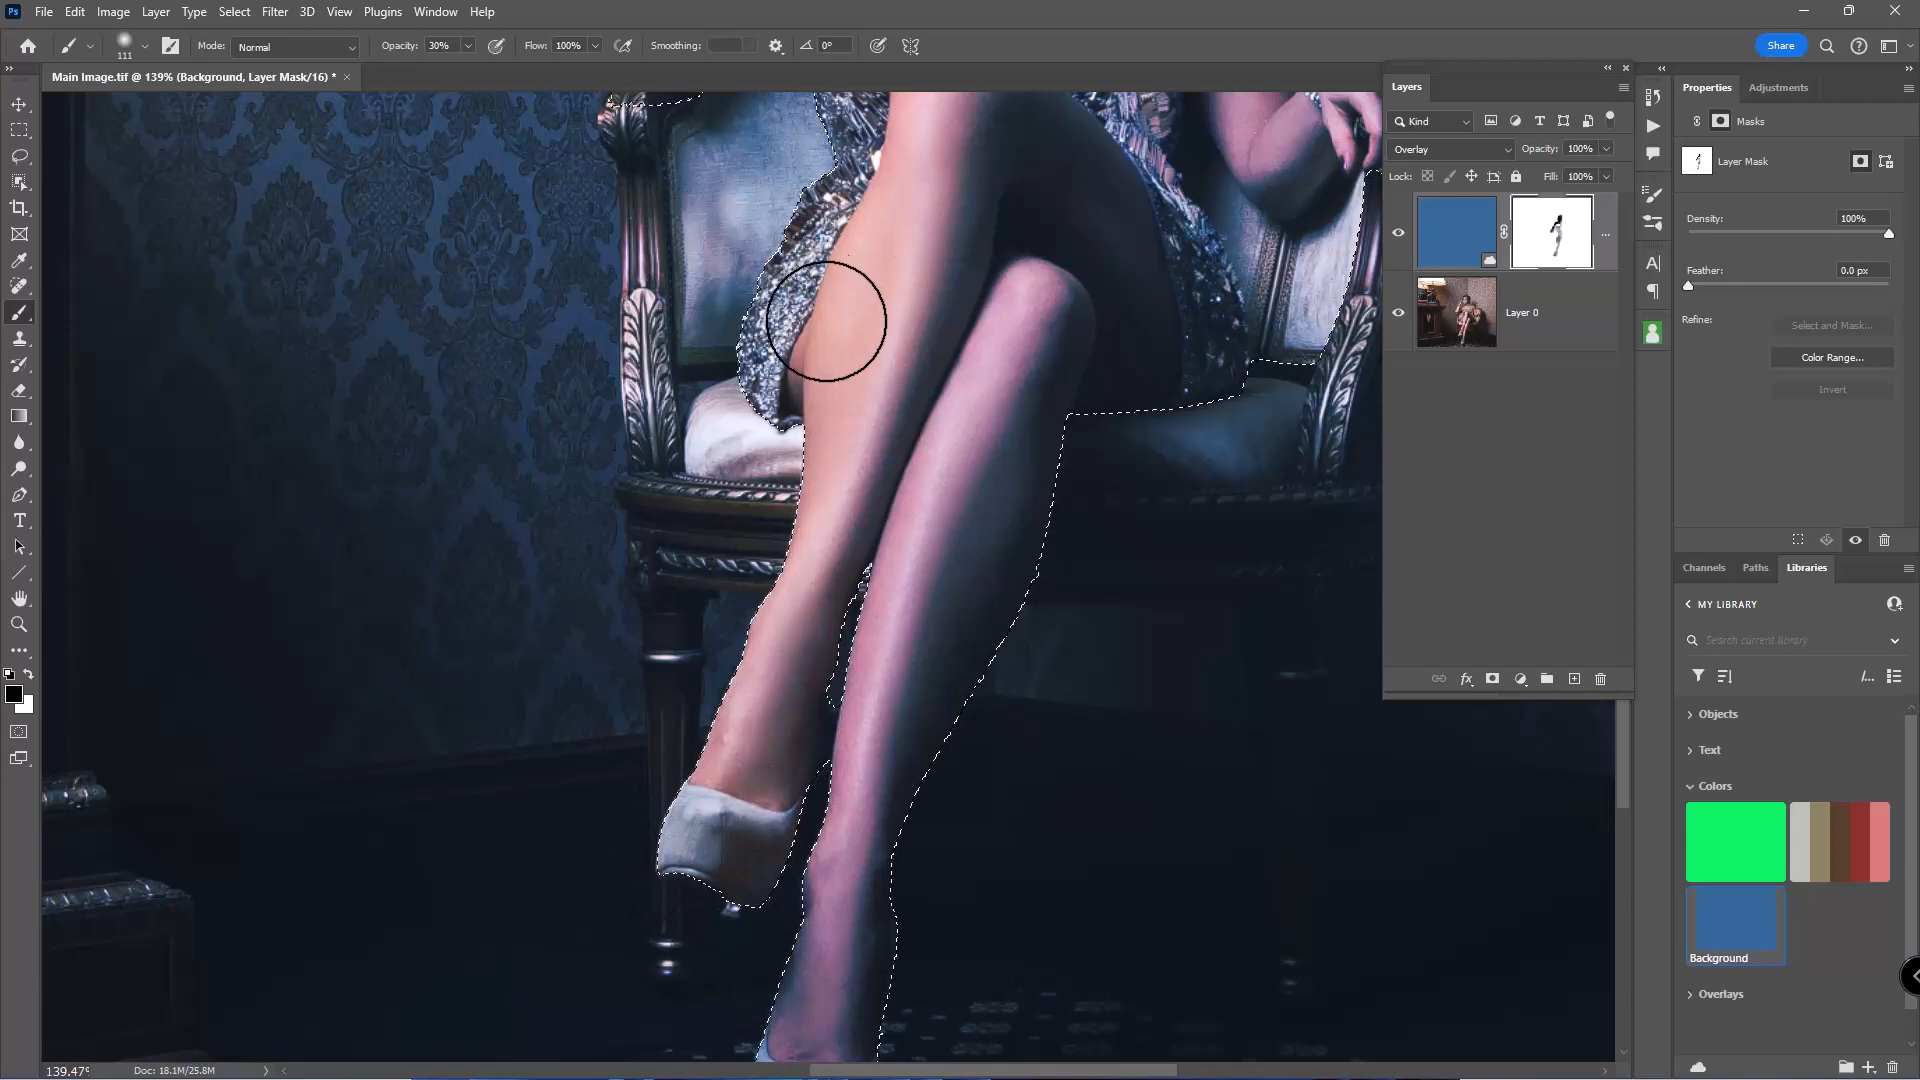 Ps File Edit Image Layer Type Select Filter 3D View Plugins Window Help
111 Mode: Normal Opacity: 30% Flow: 100% Smoothing: 0° Share
Main Image.tif @ 139% (Background, Layer Mask/16) * ×
Layers
Kind
Overlay Opacity: 100%
Lock: Fill: 100%
...
Layer 0
Properties Adjustments
Masks
Layer Mask
Density: 100%
Feather: 0.0 px
Refine: Select and Mask...
Color Range...
Invert
Channels Paths Libraries
MY LIBRARY
Search current library
Objects
Text
Colors
Background
Overlays
139.47% Doc: 18.1M/25.8M